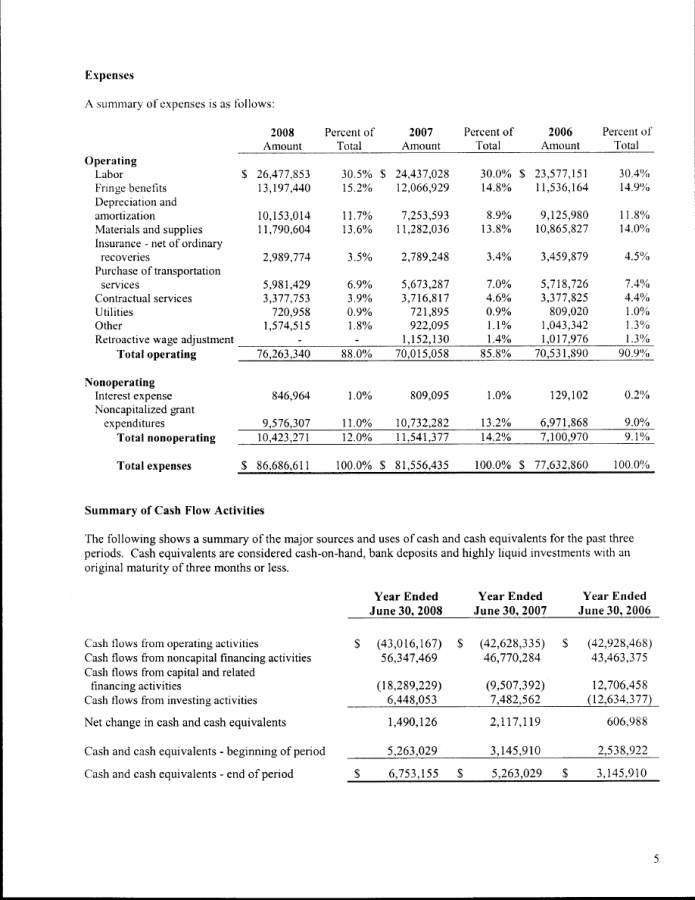 Expenses
A summary of expenses is as follows:
2008 Percent of 2007 Percent of 2006 Percent of
Amount Total Amount Total Amount Total
Operating
Labor $ 26,477,853 30.5% $ 24,437,028 30.0% $ 23,577,151 30.4%
Fringe benefits 13,197,440 15.2% 12,066,929 14.8% 11,536,164 14.9%
Depreciation and
amortization 10,153,014 11.7% 7,253,593 8.9% 9,125,980 11.8%
Materials and supplies 11,790,604 13.6% 11,282,036 13.8% 10,865,827 14.0%
Insurance - net of ordinary
recoveries 2,989,774 3.5% 2,789,248 3.4% 3,459,879 4.5%
Purchase of transportation
services 5,981,429 6.9% 5,673,287 7.0% 5,718,726 7.4%
Contractual services 3,377,753 3.9% 3,716,817 4.6% 3,377,825 4.4%
Utilities 720,958 0.9% 721,895 0.9% 809,020 1.0%
Other 1,574,515 1.8% 922,095 1.1% 1,043,342 1.3%
Retroactive wage adjustment - - 1,152,130 1.4% 1,017,976 1.3%
Total operating 76,263,340 88.0% 70,015,058 85.8% 70,531,890 90.9%
Nonoperating
Interest expense 846,964 1.0% 809,095 1.0% 129,102 0.2%
Noncapitalized grant
expenditures 9,576,307 11.0% 10,732,282 13.2% 6,971,868 9.0%
Total nonoperating 10,423,271 12.0% 11,541,377 14.2% 7,100,970 9.1%
Total expenses $ 86,686,611 100.0% $ 81,556,435 100.0% $ 77,632,860 100.0%
Summary of Cash Flow Activities
The following shows a summary of the major sources and uses of cash and cash equivalents for the past three
periods. Cash equivalents are considered cash-on-hand, bank deposits and highly liquid investments with an
original maturity of three months or less.
Year Ended Year Ended Year Ended
June 30, 2008 June 30, 2007 June 30, 2006
Cash flows from operating activities $ (43,016,167) $ (42,628,335) $ (42,928,468)
Cash flows from noncapital financing activities 56,347,469 46,770,284 43,463,375
Cash flows from capital and related
financing activities (18,289,229) (9,507,392) 12,706,458
Cash flows from investing activities 6,448,053 7,482,562 (12,634,377)
Net change in cash and cash equivalents 1,490,126 2,117,119 606,988
Cash and cash equivalents - beginning of period 5,263,029 3,145,910 2,538,922
Cash and cash equivalents - end of period $ 6,753,155 $ 5,263,029 $ 3,145,910
5